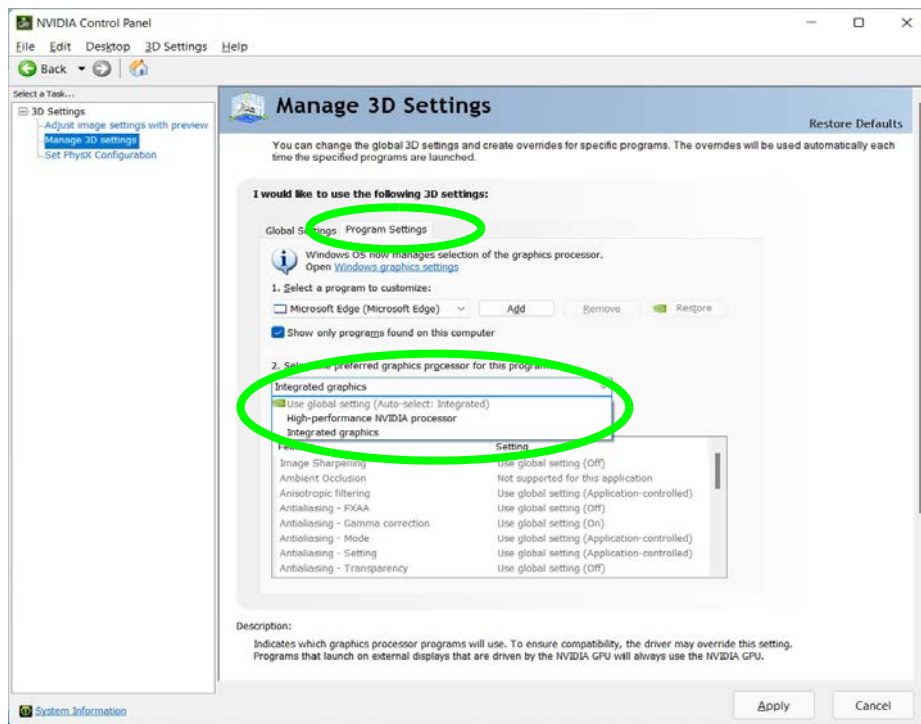 NVIDIA Control Panel
File Edit Desktop 3D Settings Help
Back
Select a Task...
3D Settings
Adjust image settings with preview
Manage 3D settings
Set PhysX Configuration
Manage 3D Settings
Restore Defaults
You can change the global 3D settings and create overrides for specific programs. The overrides will be used automatically each
time the specified programs are launched.
I would like to use the following 3D settings:
Global Settings Program Settings
Windows OS now manages selection of the graphics processor.
Open Windows graphics settings
1. Select a program to customize:
Microsoft Edge (Microsoft Edge) Add Remove Restore
Show only programs found on this computer
2. Select the preferred graphics processor for this program:
Integrated graphics
Use global setting (Auto-select: Integrated)
High-performance NVIDIA processor
Integrated graphics
Setting
Image Sharpening Use global setting (Off)
Ambient Occlusion Not supported for this application
Anisotropic filtering Use global setting (Application-controlled)
Antialiasing - FXAA Use global setting (Off)
Antialiasing - Gamma correction Use global setting (On)
Antialiasing - Mode Use global setting (Application-controlled)
Antialiasing - Setting Use global setting (Application-controlled)
Antialiasing - Transparency Use global setting (Off)
Description:
Indicates which graphics processor programs will use. To ensure compatibility, the driver may override this setting.
Programs that launch on external displays that are driven by the NVIDIA GPU will always use the NVIDIA GPU.
System Information
Apply Cancel